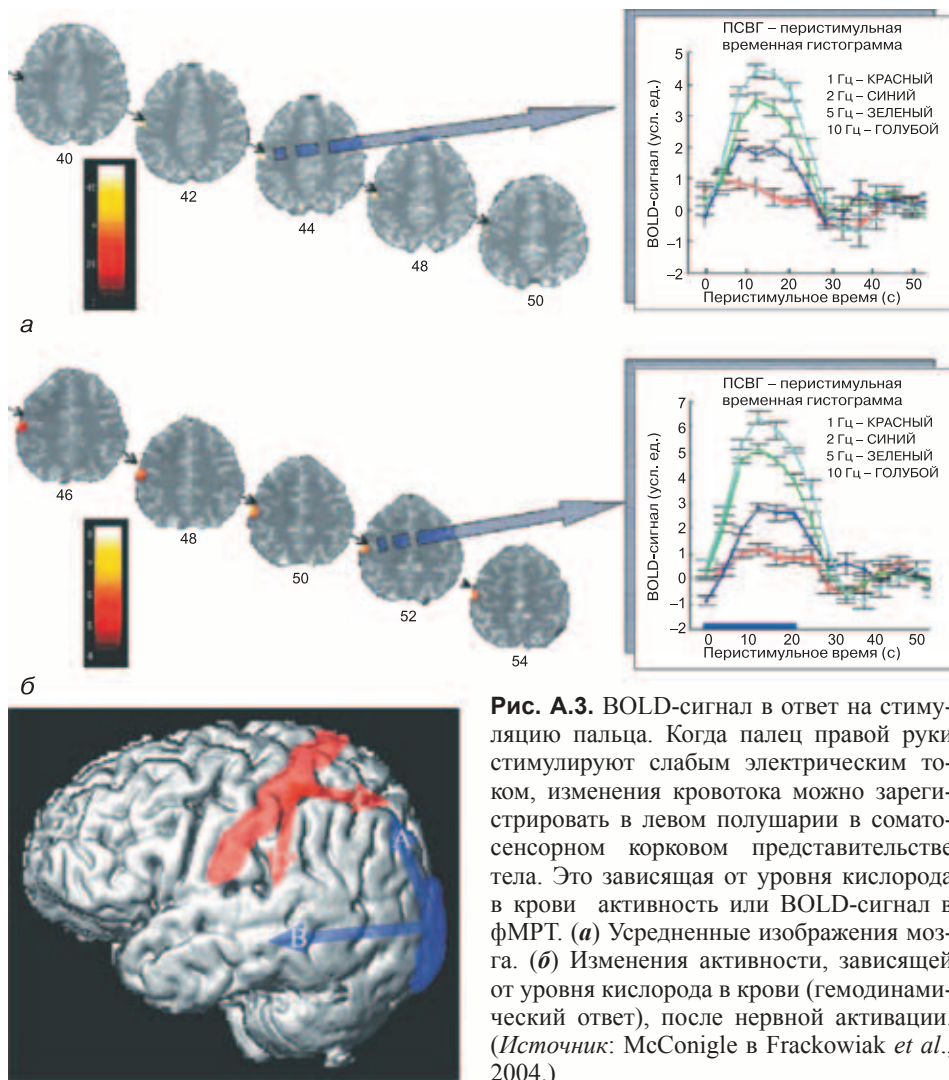 ПСВГ – перистимульная
временная гистограмма
5
4
3
2
1
0
–1
–2
BOLD-сигнал (усл. ед.)
1 Гц – КРАСНЫЙ
2 Гц – СИНИЙ
5 Гц – ЗЕЛЕНЫЙ
10 Гц – ГОЛУБОЙ
0 10 20 30 40 50
Перистимульное время (с)
40
42
44
48
50
а
ПСВГ – перистимульная
временная гистограмма
7
6
5
4
3
2
1
0
–1
–2
BOLD-сигнал (усл. ед.)
1 Гц – КРАСНЫЙ
2 Гц – СИНИЙ
5 Гц – ЗЕЛЕНЫЙ
10 Гц – ГОЛУБОЙ
0 10 20 30 40 50
Перистимульное время (с)
46
48
50
52
54
б
B
Рис. А.3. BOLD-сигнал в ответ на стиму-
ляцию пальца. Когда палец правой руки
стимулируют слабым электрическим то-
ком, изменения кровотока можно зареги-
стрировать в левом полушарии в сомато-
сенсорном корковом представительстве
тела. Это зависящая от уровня кислорода
в крови активность или BOLD-сигнал в
фМРТ. (а) Усредненные изображения моз-
га. (б) Изменения активности, зависящей
от уровня кислорода в крови (гемодинами-
ческий ответ), после нервной активации.
(Источник: McConigle в Frackowiak et al.,
2004.)